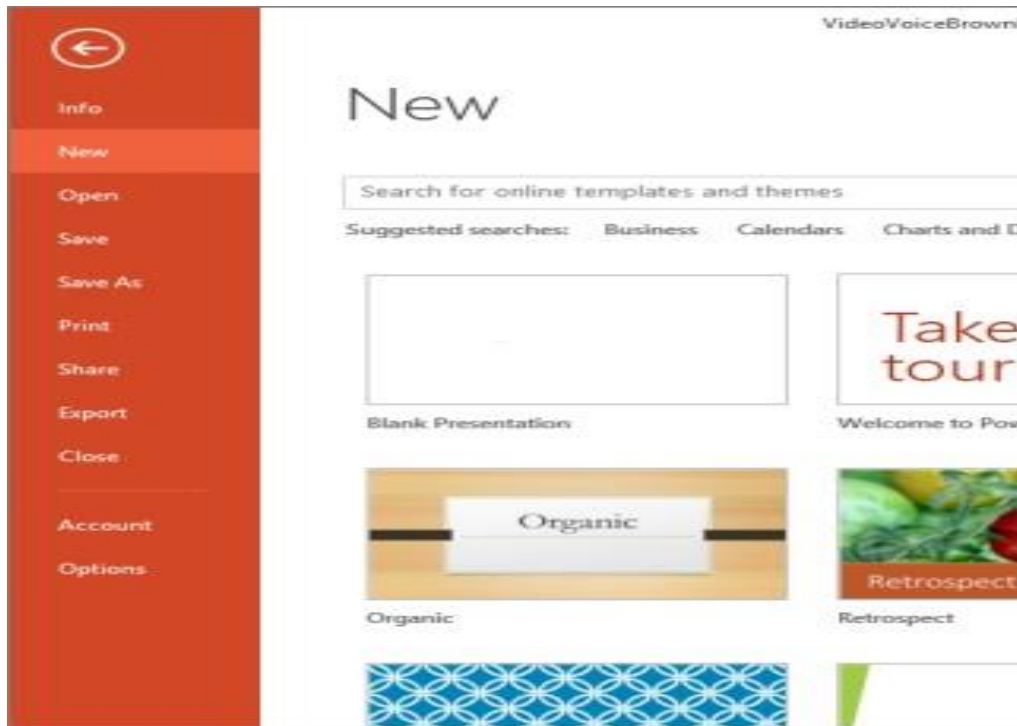 VideoVoiceBrown
New
Info
New
Open
Save
Save As
Print
Share
Export
Close
Account
Options
Search for online templates and themes
Suggested searches: Business Calendars Charts and D
Blank Presentation
Take
tour
Welcome to Pow
Organic
Organic
Retrospect
Retrospect